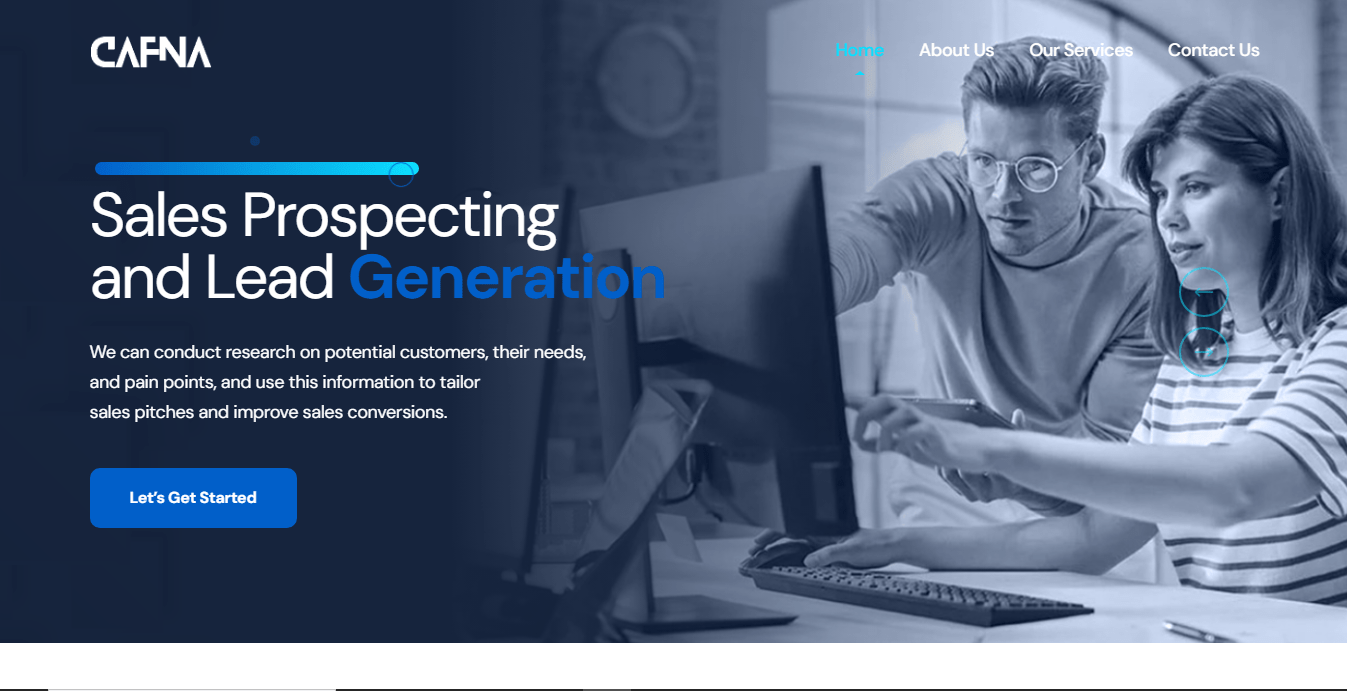 CAFNA
Home About Us Our Services Contact Us
Sales Prospecting
and Lead Generation
We can conduct research on potential customers, their needs,
and pain points, and use this information to tailor
sales pitches and improve sales conversions.
Let’s Get Started